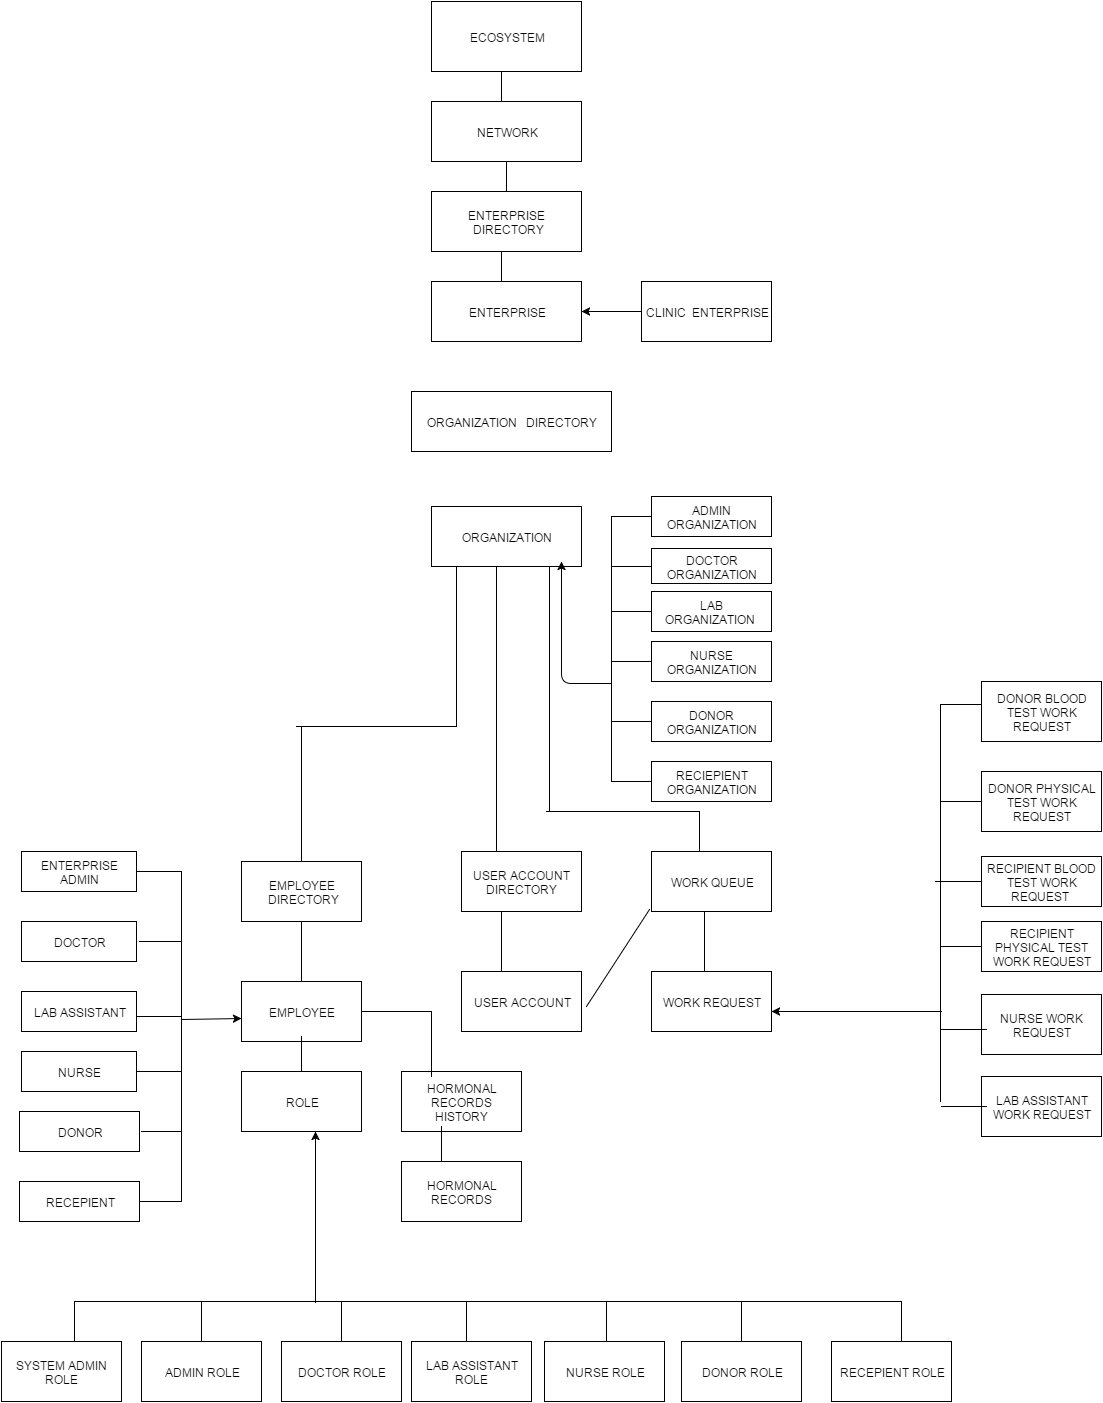 ECOSYSTEM
NETWORK
ENTERPRISE
DIRECTORY
ENTERPRISE
CLINIC ENTERPRISE
ORGANIZATION DIRECTORY
ORGANIZATION
ADMIN
ORGANIZATION
DOCTOR
ORGANIZATION
LAB
ORGANIZATION
NURSE
ORGANIZATION
DONOR
ORGANIZATION
RECIEPIENT
ORGANIZATION
DONOR BLOOD
TEST WORK
REQUEST
DONOR PHYSICAL
TEST WORK
REQUEST
RECIPIENT BLOOD
TEST WORK
REQUEST
RECIPIENT
PHYSICAL TEST
WORK REQUEST
NURSE WORK
REQUEST
LAB ASSISTANT
WORK REQUEST
ENTERPRISE
ADMIN
DOCTOR
LAB ASSISTANT
NURSE
DONOR
RECEPIENT
EMPLOYEE
DIRECTORY
USER ACCOUNT
DIRECTORY
WORK QUEUE
EMPLOYEE
USER ACCOUNT
WORK REQUEST
ROLE
HORMONAL
RECORDS
HISTORY
HORMONAL
RECORDS
SYSTEM ADMIN
ROLE
ADMIN ROLE
DOCTOR ROLE
LAB ASSISTANT
ROLE
NURSE ROLE
DONOR ROLE
RECEPIENT ROLE